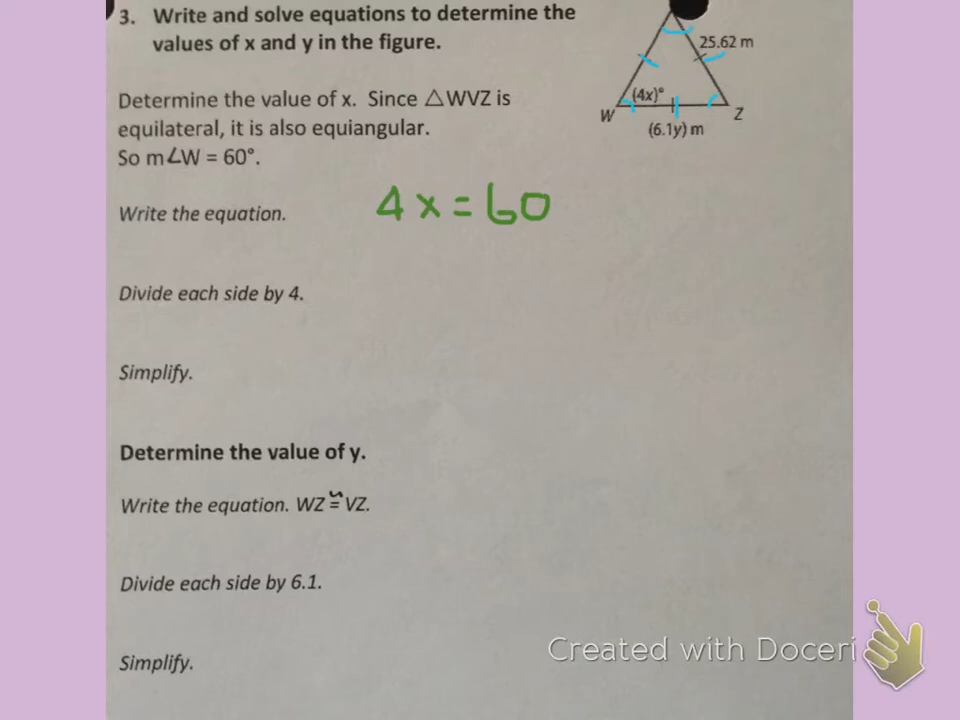 3. Write and solve equations to determine the
values of x and y in the figure.
25.62 m
(4x)°
W
Z
(6.1y) m
Determine the value of x. Since △WVZ is
equilateral, it is also equiangular.
So m∠W = 60°.
Write the equation.
4x=60
Divide each side by 4.
Simplify.
Determine the value of y.
Write the equation. WZ ≅ VZ.
Divide each side by 6.1.
Simplify.
Created with Doceri